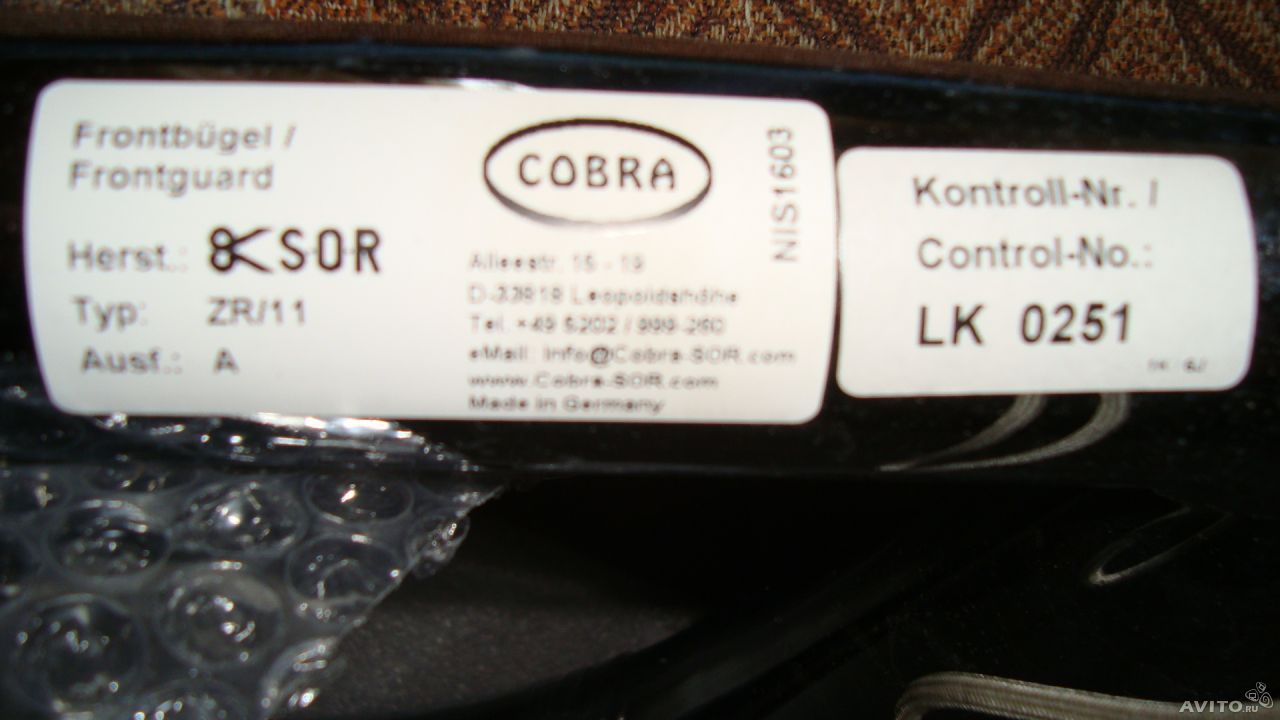 Frontbügel /
Frontguard
Herst.: SOR
Typ: ZR/11
Ausf.: A
COBRA
Alleestr. 15 - 19
D-33818 Leopoldshöhe
Tel. +49 5202 / 999-260
eMail: Info@Cobra-SOR.com
www.Cobra-SOR.com
Made in Germany
NIS1603
Kontroll-Nr. /
Control-No.:
LK 0251
AVITO.RU